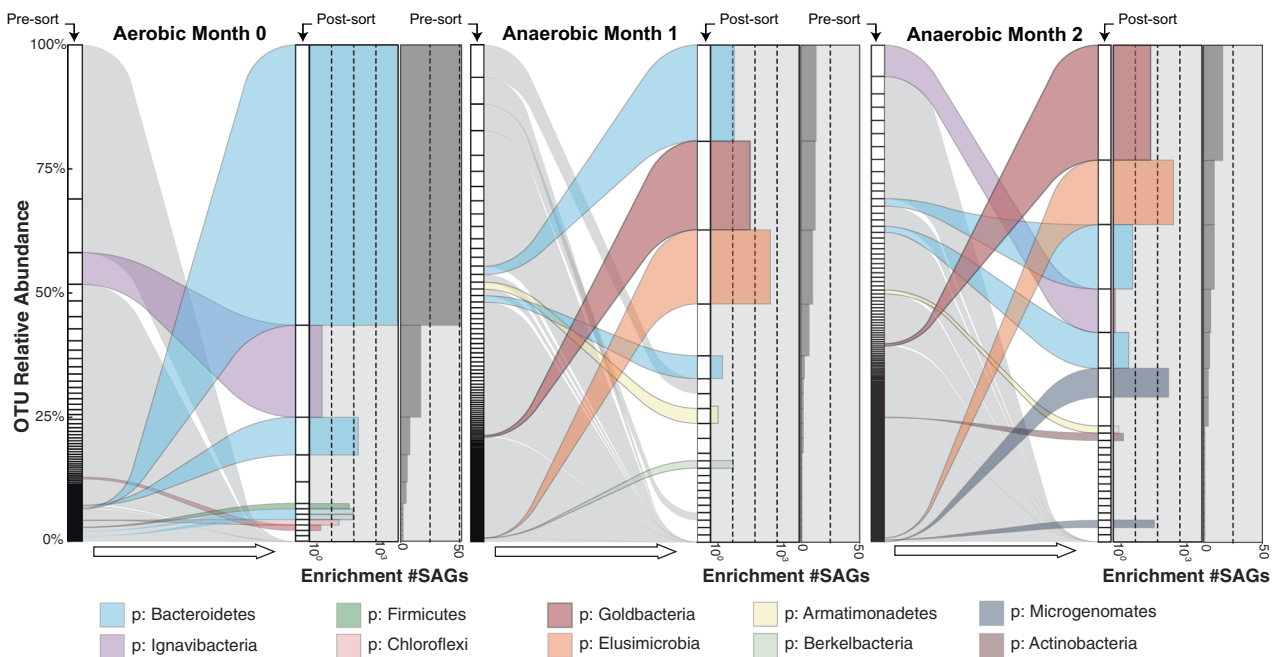 Pre-sort Post-sort Pre-sort Post-sort Pre-sort Post-sort
Aerobic Month 0 Anaerobic Month 1 Anaerobic Month 2
100%
75%
50%
25%
0%
OTU Relative Abundance
10⁰ 10³ 0 50 10⁰ 10³ 0 50 10⁰ 10³ 0 50
Enrichment #SAGs Enrichment #SAGs Enrichment #SAGs
p: Bacteroidetes p: Firmicutes p: Goldbacteria p: Armatimonadetes p: Microgenomates
p: Ignavibacteria p: Chloroflexi p: Elusimicrobia p: Berkelbacteria p: Actinobacteria